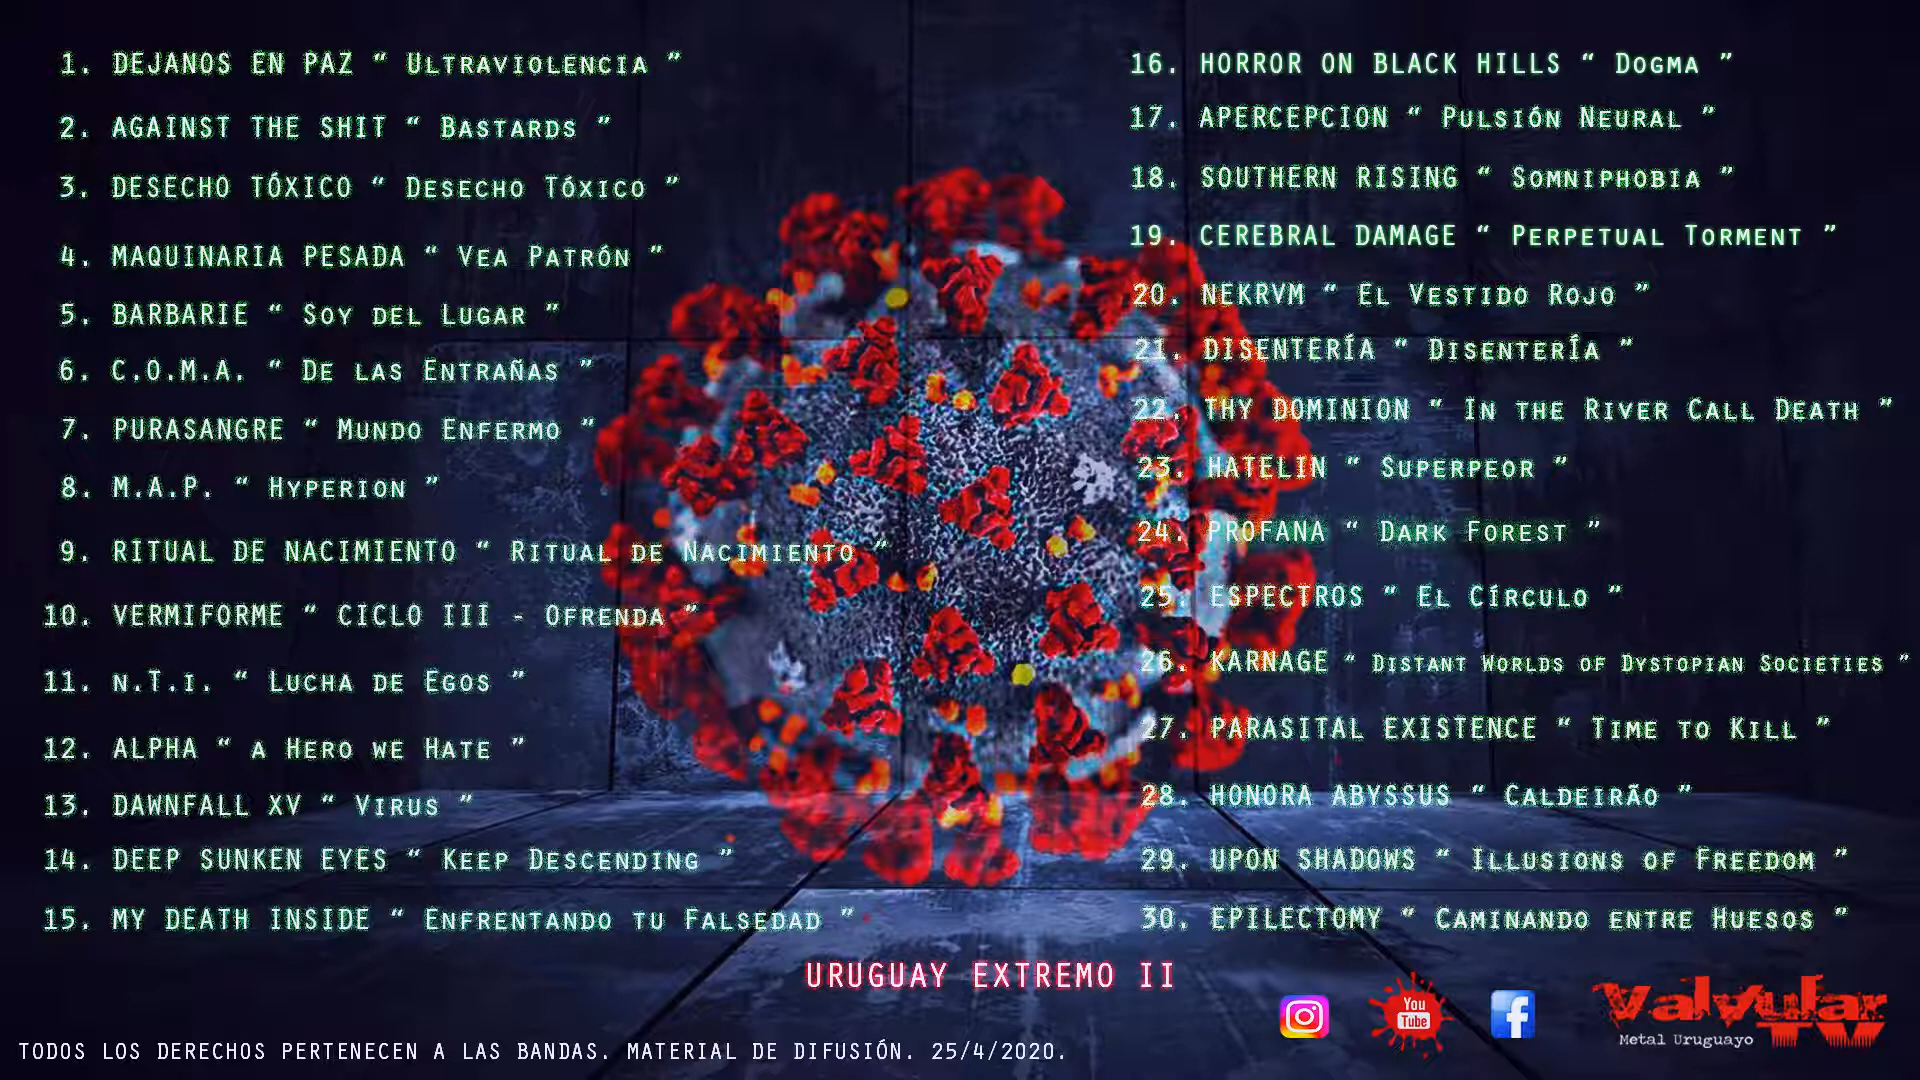 1. DEJANOS EN PAZ “ ULTRAVIOLENCIA ”
2. AGAINST THE SHIT “ BASTARDS ”
3. DESECHO TÓXICO “ DESECHO TÓXICO ”
4. MAQUINARIA PESADA “ VEA PATRÓN ”
5. BARBARIE “ SOY DEL LUGAR ”
6. C.O.M.A. “ DE LAS ENTRAÑAS ”
7. PURASANGRE “ MUNDO ENFERMO ”
8. M.A.P. “ HYPERION ”
9. RITUAL DE NACIMIENTO “ RITUAL DE NACIMIENTO ”
10. VERMIFORME “ CICLO III - OFRENDA ”
11. N.T.I. “ LUCHA DE EGOS ”
12. ALPHA “ A HERO WE HATE ”
13. DAWNFALL XV “ VIRUS ”
14. DEEP SUNKEN EYES “ KEEP DESCENDING ”
15. MY DEATH INSIDE “ ENFRENTANDO TU FALSEDAD ”
16. HORROR ON BLACK HILLS “ DOGMA ”
17. APERCEPCION “ PULSIÓN NEURAL ”
18. SOUTHERN RISING “ SOMNIPHOBIA ”
19. CEREBRAL DAMAGE “ PERPETUAL TORMENT ”
20. NEKRVM “ EL VESTIDO ROJO ”
21. DISENTERÍA “ DISENTERÍA ”
22. THY DOMINION “ IN THE RIVER CALL DEATH ”
23. HATELIN “ SUPERPEOR ”
24. PROFANA “ DARK FOREST ”
25. ESPECTROS “ EL CÍRCULO ”
26. KARNAGE “ DISTANT WORLDS OF DYSTOPIAN SOCIETIES ”
27. PARASITAL EXISTENCE “ TIME TO KILL ”
28. HONORA ABYSSUS “ CALDEIRÃO ”
29. UPON SHADOWS “ ILLUSIONS OF FREEDOM ”
30. EPILECTOMY “ CAMINANDO ENTRE HUESOS ”
URUGUAY EXTREMO II
You
Tube
f
Valvular
TV
Metal Uruguayo
TODOS LOS DERECHOS PERTENECEN A LAS BANDAS. MATERIAL DE DIFUSIÓN. 25/4/2020.